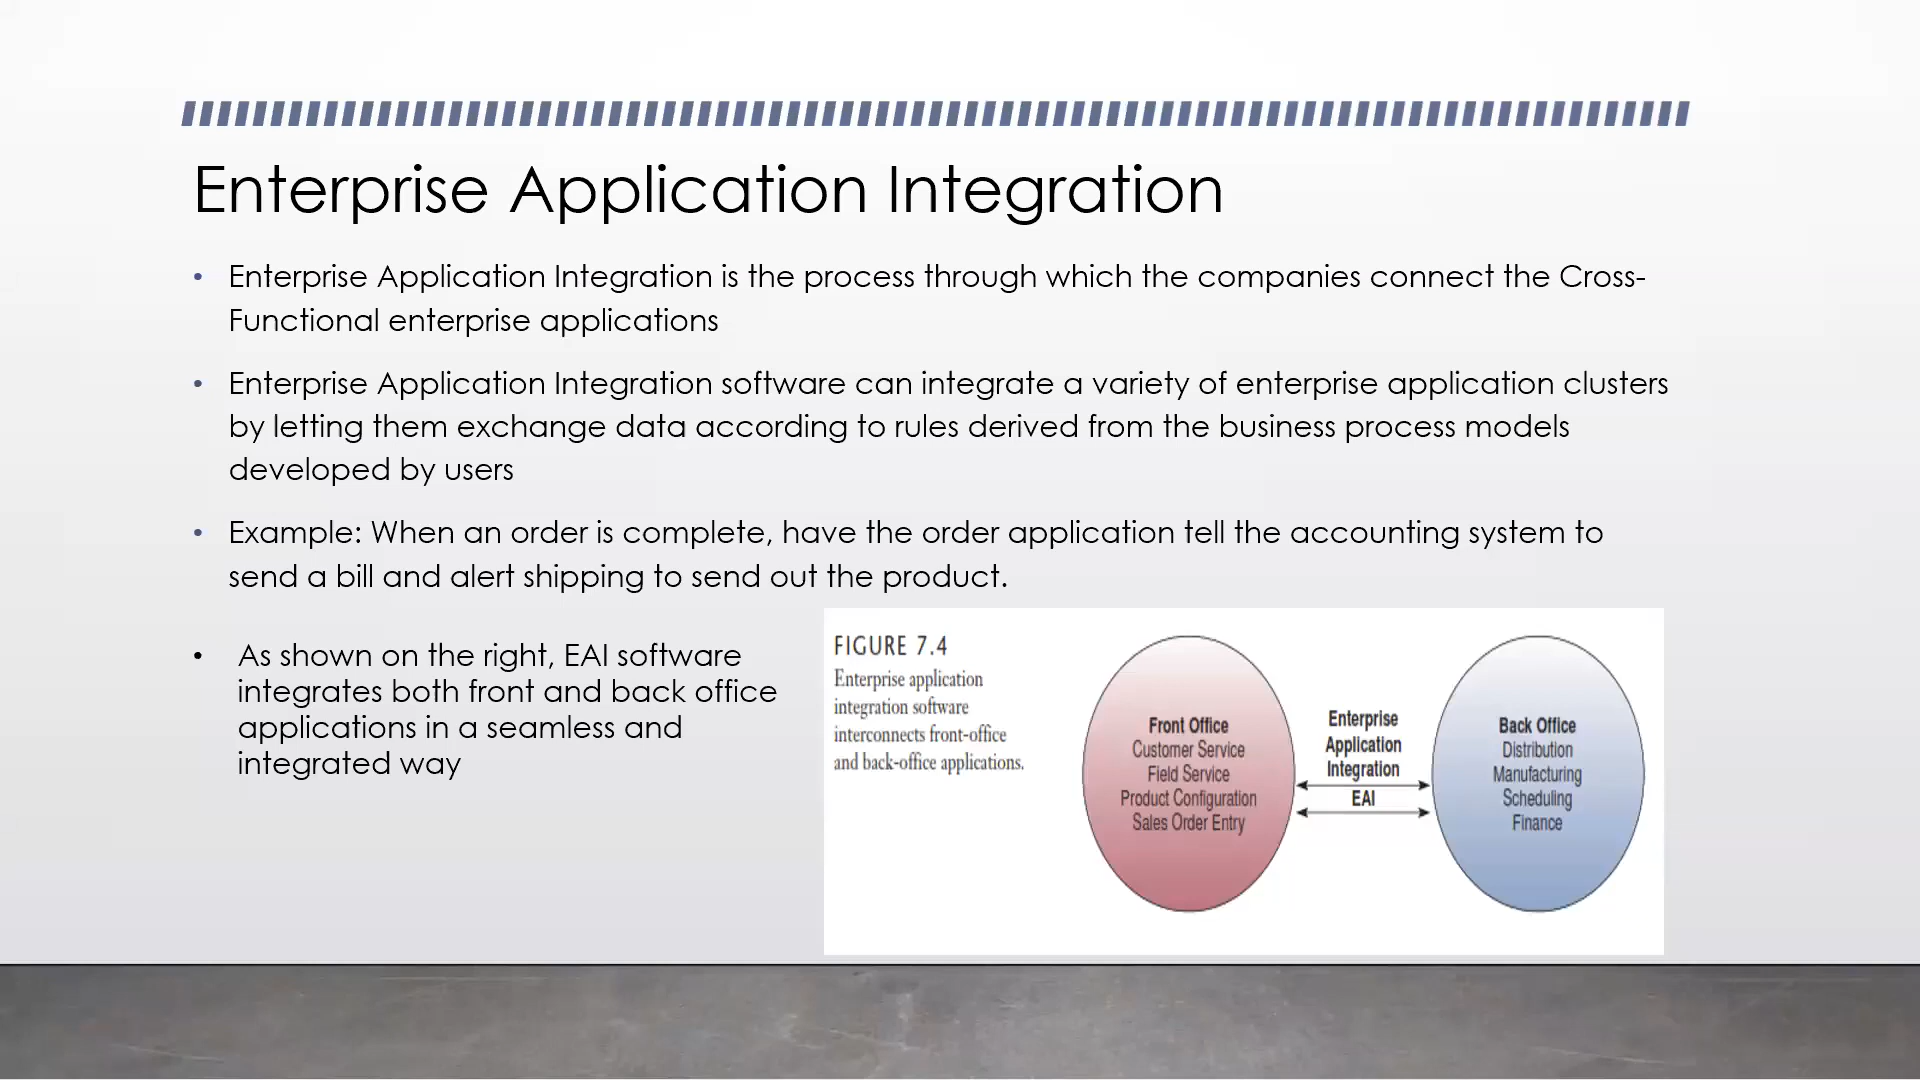 Enterprise Application Integration
• Enterprise Application Integration is the process through which the companies connect the Cross-
Functional enterprise applications
• Enterprise Application Integration software can integrate a variety of enterprise application clusters
by letting them exchange data according to rules derived from the business process models
developed by users
• Example: When an order is complete, have the order application tell the accounting system to
send a bill and alert shipping to send out the product.
• As shown on the right, EAI software
integrates both front and back office
applications in a seamless and
integrated way
FIGURE 7.4
Enterprise application
integration software
interconnects front-office
and back-office applications.
Front Office
Customer Service
Field Service
Product Configuration
Sales Order Entry
Enterprise
Application
Integration
EAI
Back Office
Distribution
Manufacturing
Scheduling
Finance